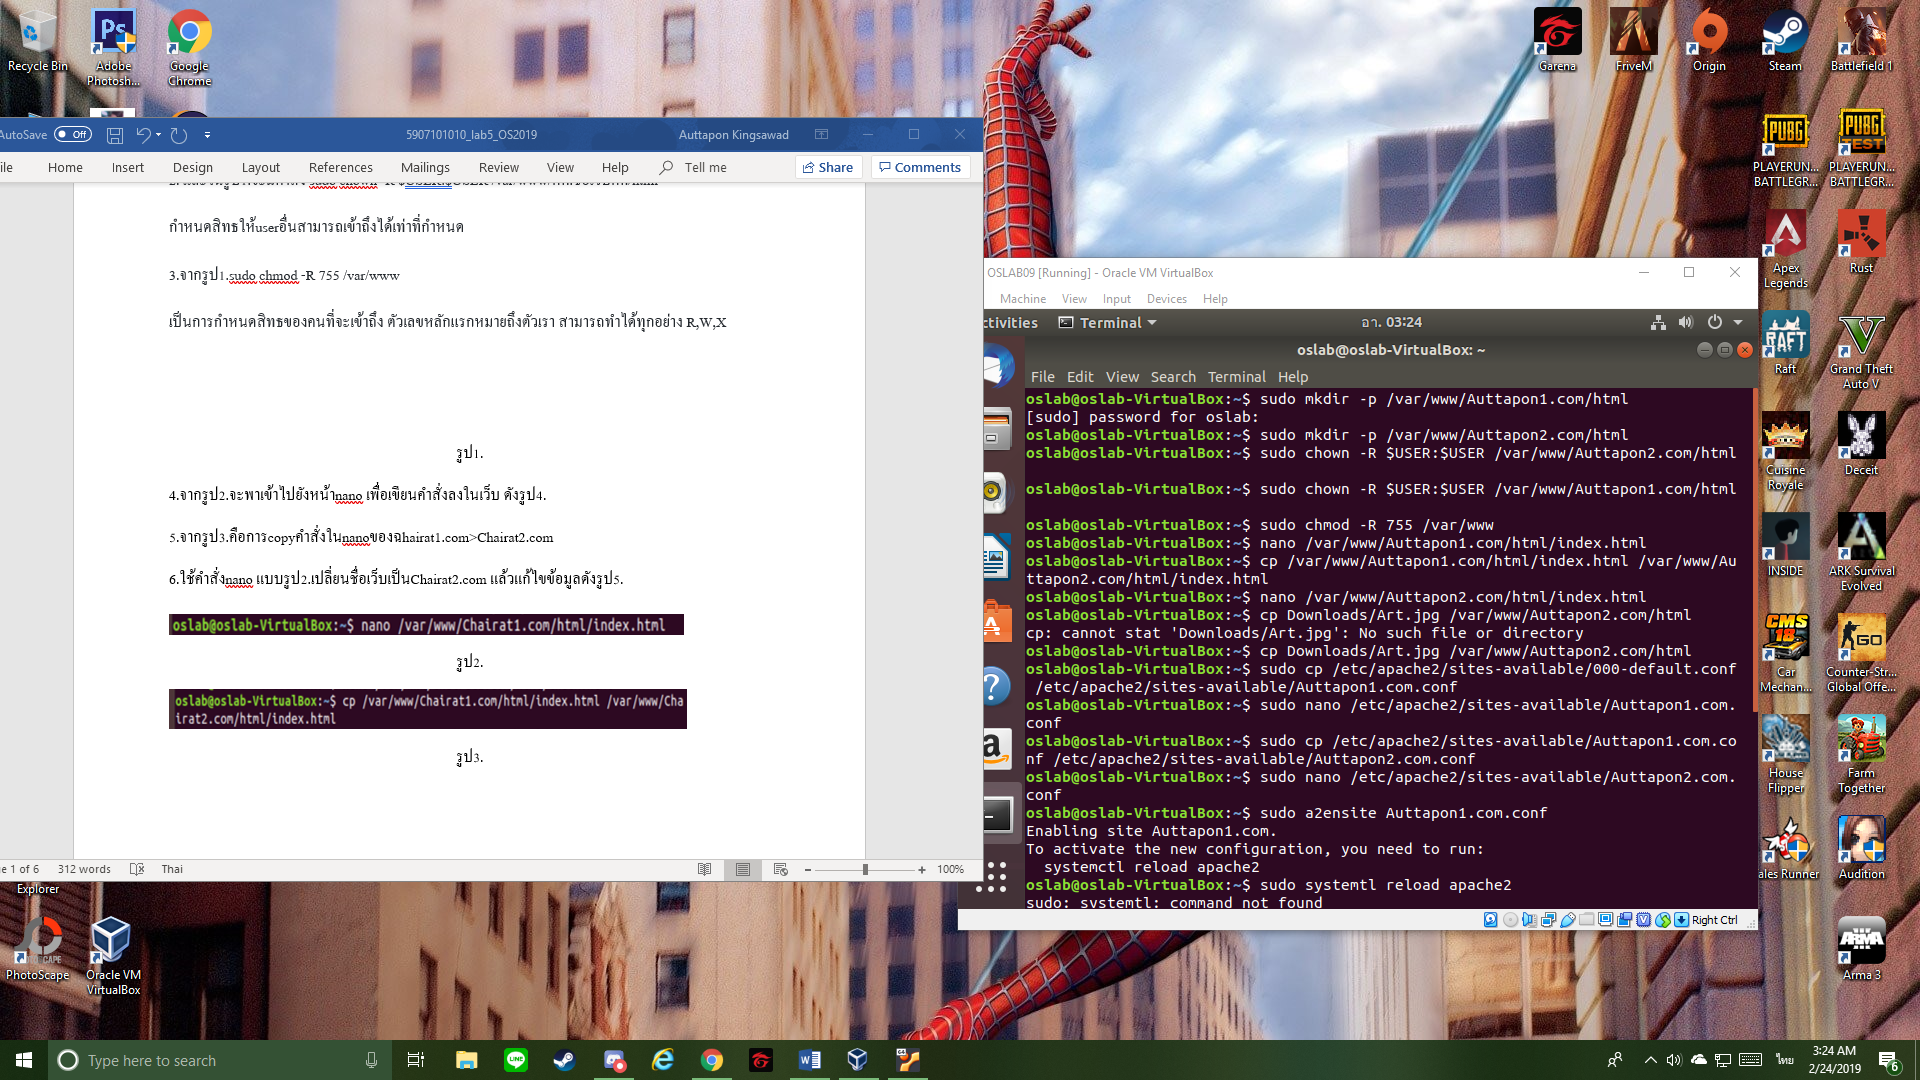 Recycle Bin
Adobe Photosh...
Google Chrome
Garena
FriveM
Origin
Steam
Battlefield 1
PLAYERUN... BATTLEGR...
PLAYERUN... BATTLEGR...
Apex Legends
Rust
Raft
Grand Theft Auto V
Cuisine Royale
Deceit
INSIDE
ARK Survival Evolved
Car Mechan...
Counter-Str... Global Offe...
House Flipper
Farm Together
ales Runner
Audition
Arma 3
Explorer
PhotoScape
Oracle VM VirtualBox
AutoSave Off
5907101010_lab5_OS2019
Auttapon Kingsawad
ile Home Insert Design Layout References Mailings Review View Help Tell me Share Comments
กำหนดสิทธให้userอื่นสามารถเข้าถึงได้เท่าที่กำหนด
3.จากรูป1.sudo chmod -R 755 /var/www
เป็นการกำหนดสิทธของคนที่จะเข้าถึง ตัวเลขหลักแรกหมายถึงตัวเรา สามารถทำได้ทุกอย่าง R,W,X
รูป1.
4.จากรูป2.จะพาเข้าไปยังหน้าnano เพื่อเขียนคำสั่งลงในเว็บ ดังรูป4.
5.จากรูป3.คือการcopyคำสั่งในnanoของฉhairat1.com>Chairat2.com
6.ใช้คำสั่งnano แบบรูป2.เปลี่ยนชื่อเว็บเป็นChairat2.com แล้วแก้ไขข้อมูลดังรูป5.
oslab@oslab-VirtualBox:~$ nano /var/www/Chairat1.com/html/index.html
รูป2.
oslab@oslab-VirtualBox:~$ cp /var/www/Chairat1.com/html/index.html /var/www/Cha
irat2.com/html/index.html
รูป3.
e 1 of 6 312 words Thai 100%
OSLAB09 [Running] - Oracle VM VirtualBox
Machine View Input Devices Help
ctivities Terminal อา. 03:24
oslab@oslab-VirtualBox: ~
File Edit View Search Terminal Help
oslab@oslab-VirtualBox:~$ sudo mkdir -p /var/www/Auttapon1.com/html
[sudo] password for oslab:
oslab@oslab-VirtualBox:~$ sudo mkdir -p /var/www/Auttapon2.com/html
oslab@oslab-VirtualBox:~$ sudo chown -R $USER:$USER /var/www/Auttapon2.com/html
oslab@oslab-VirtualBox:~$ sudo chown -R $USER:$USER /var/www/Auttapon1.com/html
oslab@oslab-VirtualBox:~$ sudo chmod -R 755 /var/www
oslab@oslab-VirtualBox:~$ nano /var/www/Auttapon1.com/html/index.html
oslab@oslab-VirtualBox:~$ cp /var/www/Auttapon1.com/html/index.html /var/www/Au
ttapon2.com/html/index.html
oslab@oslab-VirtualBox:~$ nano /var/www/Auttapon2.com/html/index.html
oslab@oslab-VirtualBox:~$ cp Downloads/Art.jpg /var/www/Auttapon2.com/html
cp: cannot stat 'Downloads/Art.jpg': No such file or directory
oslab@oslab-VirtualBox:~$ cp Downloads/Art.jpg /var/www/Auttapon2.com/html
oslab@oslab-VirtualBox:~$ sudo cp /etc/apache2/sites-available/000-default.conf
/etc/apache2/sites-available/Auttapon1.com.conf
oslab@oslab-VirtualBox:~$ sudo nano /etc/apache2/sites-available/Auttapon1.com.
conf
oslab@oslab-VirtualBox:~$ sudo cp /etc/apache2/sites-available/Auttapon1.com.co
nf /etc/apache2/sites-available/Auttapon2.com.conf
oslab@oslab-VirtualBox:~$ sudo nano /etc/apache2/sites-available/Auttapon2.com.
conf
oslab@oslab-VirtualBox:~$ sudo a2ensite Auttapon1.com.conf
Enabling site Auttapon1.com.
To activate the new configuration, you need to run:
systemctl reload apache2
oslab@oslab-VirtualBox:~$ sudo systemtl reload apache2
sudo: systemtl: command not found
Right Ctrl
Type here to search
ไทย
3:24 AM
2/24/2019
6